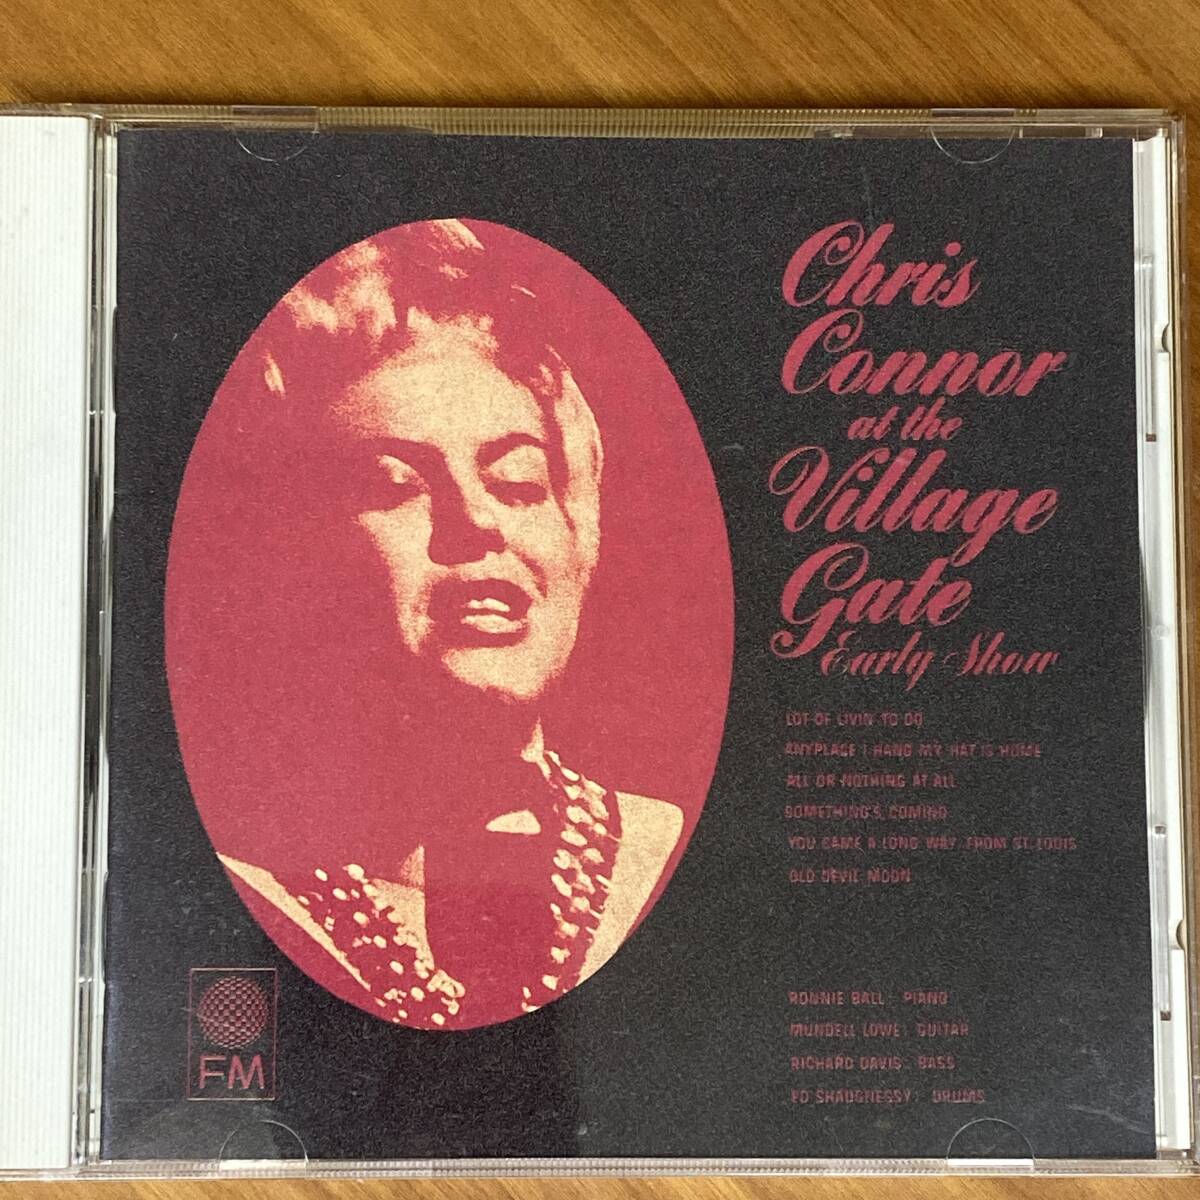 Chris
Connor
at the
Village
Gate
Early Show
LOT OF LIVIN TO DO
ANYPLACE I HANG MY HAT IS HOME
ALL OR NOTHING AT ALL
SOMETHING'S COMING
YOU CAME A LONG WAY FROM ST. LOUIS
OLD DEVIL MOON
RONNIE BALL: PIANO
MUNDELL LOWE: GUITAR
RICHARD DAVIS: BASS
ED SHAUGNESSY: DRUMS
FM